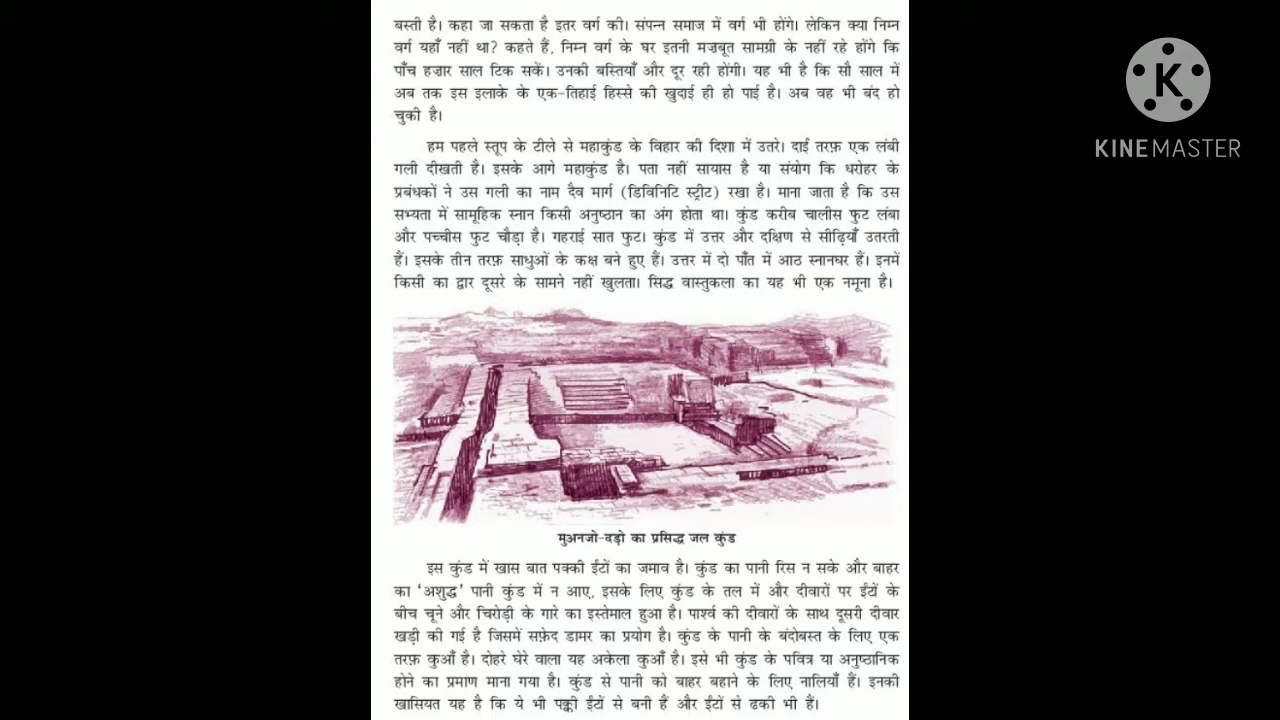 बस्ती है। कहा जा सकता है इतर वर्ग की। संपन्न समाज में वर्ग भी होंगे। लेकिन क्या निम्न
वर्ग यहाँ नहीं था? कहते हैं, निम्न वर्ग के घर इतनी मज़बूत सामग्री के नहीं रहे होंगे कि
पाँच हज़ार साल टिक सकें। उनकी बस्तियाँ और दूर रही होंगी। यह भी है कि सौ साल में
अब तक इस इलाके के एक-तिहाई हिस्से की खुदाई ही हो पाई है। अब वह भी बंद हो
चुकी है।
हम पहले स्तूप के टीले से महाकुंड के विहार की दिशा में उतरे। दाईं तरफ़ एक लंबी
गली दीखती है। इसके आगे महाकुंड है। पता नहीं सायास है या संयोग कि धरोहर के
प्रबंधकों ने उस गली का नाम दैव मार्ग (डिविनिटि स्ट्रीट) रखा है। माना जाता है कि उस
सभ्यता में सामूहिक स्नान किसी अनुष्ठान का अंग होता था। कुंड करीब चालीस फुट लंबा
और पच्चीस फुट चौड़ा है। गहराई सात फुट। कुंड में उत्तर और दक्षिण से सीढ़ियाँ उतरती
हैं। इसके तीन तरफ़ साधुओं के कक्ष बने हुए हैं। उत्तर में दो पाँत में आठ स्नानघर हैं। इनमें
किसी का द्वार दूसरे के सामने नहीं खुलता। सिद्ध वास्तुकला का यह भी एक नमूना है।
मुअनजो-दड़ो का प्रसिद्ध जल कुंड
इस कुंड में खास बात पक्की ईंटों का जमाव है। कुंड का पानी रिस न सके और बाहर
का 'अशुद्ध' पानी कुंड में न आए, इसके लिए कुंड के तल में और दीवारों पर ईंटों के
बीच चूने और चिरोड़ी के गारे का इस्तेमाल हुआ है। पार्श्व की दीवारों के साथ दूसरी दीवार
खड़ी की गई है जिसमें सफ़ेद डामर का प्रयोग है। कुंड के पानी के बंदोबस्त के लिए एक
तरफ़ कुआँ है। दोहरे घेरे वाला यह अकेला कुआँ है। इसे भी कुंड के पवित्र या अनुष्ठानिक
होने का प्रमाण माना गया है। कुंड से पानी को बाहर बहाने के लिए नालियाँ हैं। इनकी
खासियत यह है कि ये भी पक्की ईंटों से बनी हैं और ईंटों से ढकी भी हैं।
K
KINEMASTER